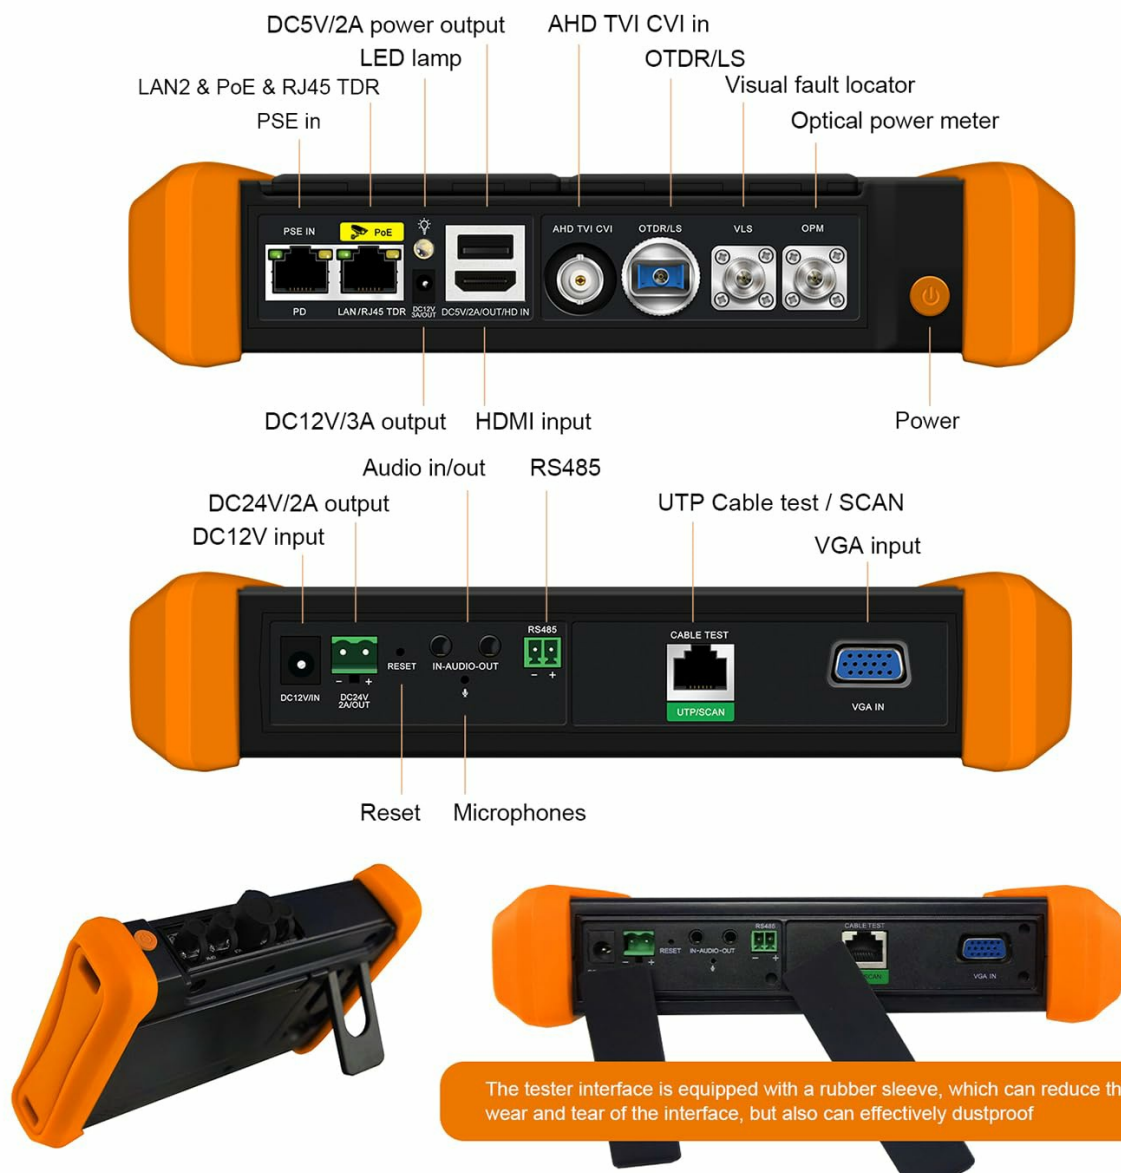 DC5V/2A power output
AHD TVI CVI in
LED lamp
OTDR/LS
LAN2 & PoE & RJ45 TDR
Visual fault locator
PSE in
Optical power meter
PSE IN
PoE
AHD TVI CVI
OTDR/LS
VLS
OPM
PD
LAN/RJ45 TDR
DC12V
3A/OUT
DC5V/2A/OUT/HD IN
DC12V/3A output
HDMI input
Power
Audio in/out
RS485
DC24V/2A output
UTP Cable test / SCAN
DC12V input
VGA input
RS485
CABLE TEST
RESET
IN-AUDIO-OUT
- +
- +
DC12V/IN
DC24V
2A/OUT
UTP/SCAN
VGA IN
Reset
Microphones
RS485
CABLE TEST
RESET
IN-AUDIO-OUT
- +
- +
SCAN
VGA IN
The tester interface is equipped with a rubber sleeve, which can reduce th
wear and tear of the interface, but also can effectively dustproof